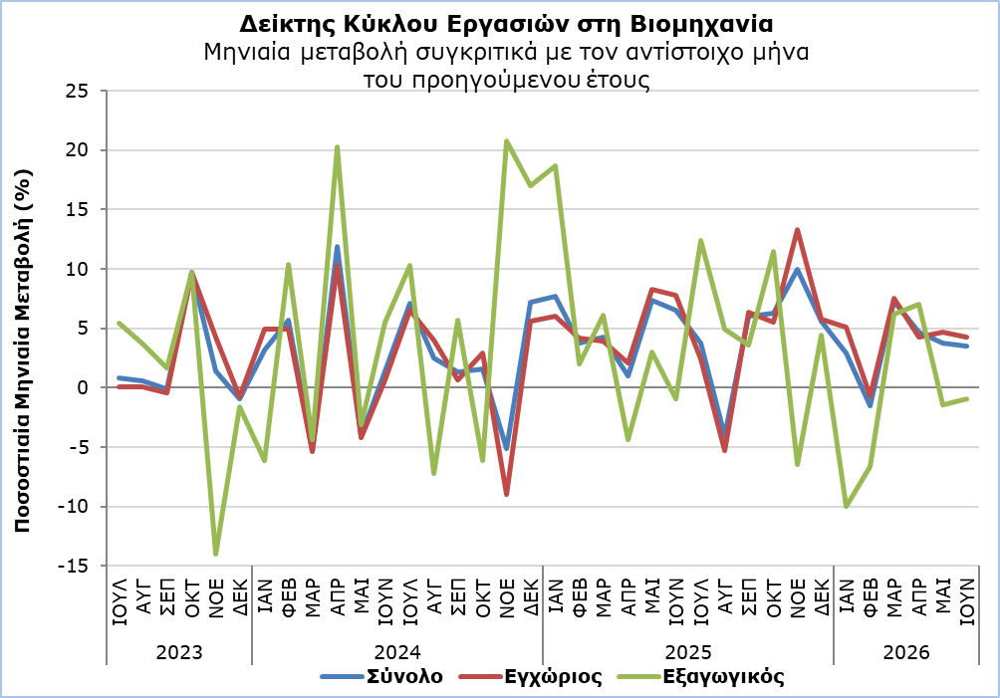 Δείκτης Κύκλου Εργασιών στη Βιομηχανία
Μηνιαία μεταβολή συγκριτικά με τον αντίστοιχο μήνα
του προηγούμενου έτους
Ποσοστιαία Μηνιαία Μεταβολή (%)
25
20
15
10
5
0
-5
-10
-15
ΙΟΥΛ ΑΥΓ ΣΕΠ ΟΚΤ ΝΟΕ ΔΕΚ ΙΑΝ ΦΕΒ ΜΑΡ ΑΠΡ ΜΑΙ ΙΟΥΝ ΙΟΥΛ ΑΥΓ ΣΕΠ ΟΚΤ ΝΟΕ ΔΕΚ ΙΑΝ ΦΕΒ ΜΑΡ ΑΠΡ ΜΑΙ ΙΟΥΝ ΙΟΥΛ ΑΥΓ ΣΕΠ ΟΚΤ ΝΟΕ ΔΕΚ ΙΑΝ ΦΕΒ ΜΑΡ ΑΠΡ ΜΑΙ ΙΟΥΝ
2023 2024 2025 2026
Σύνολο Εγχώριος Εξαγωγικός